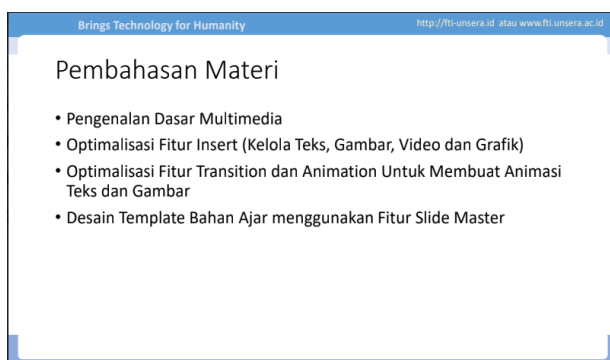 Brings Technology for Humanity
http://fti-unsera.id atau www.fti.unsera.ac.id
Pembahasan Materi
• Pengenalan Dasar Multimedia
• Optimalisasi Fitur Insert (Kelola Teks, Gambar, Video dan Grafik)
• Optimalisasi Fitur Transition dan Animation Untuk Membuat Animasi
Teks dan Gambar
• Desain Template Bahan Ajar menggunakan Fitur Slide Master